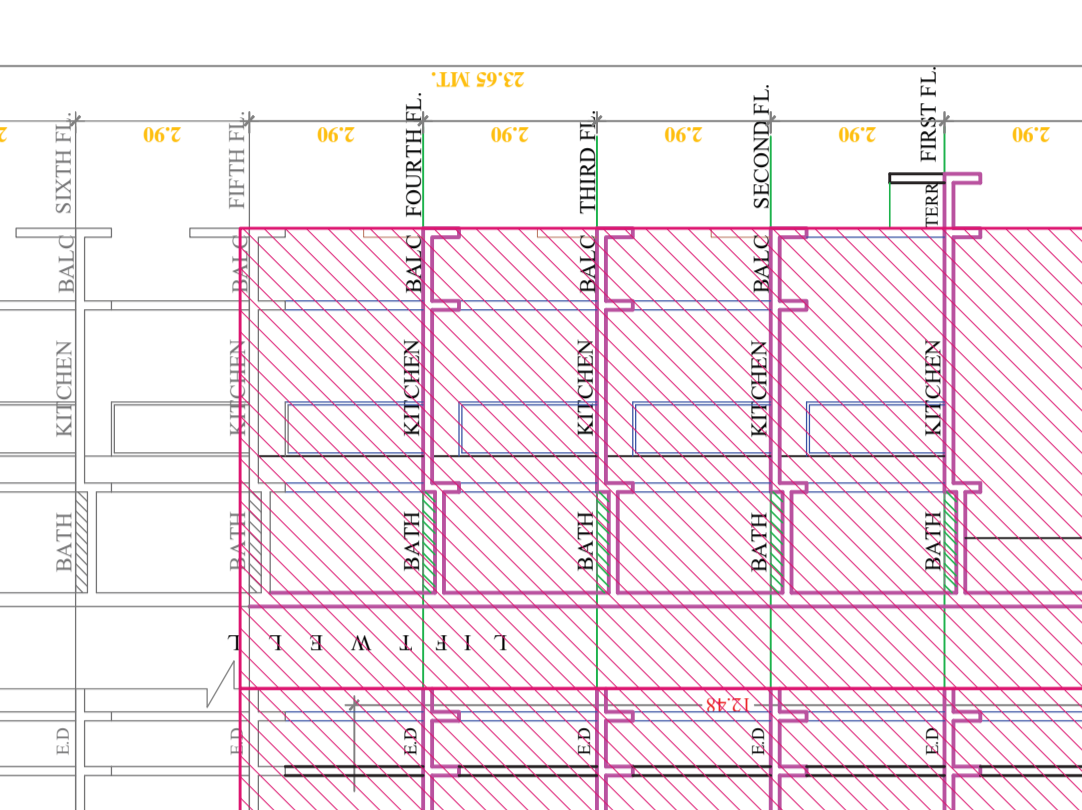 23.65 MT.
2.90
2.90
2.90
2.90
2.90
2.90
SIXTH FL.
FIFTH FL.
FOURTH FL.
THIRD FL.
SECOND FL.
FIRST FL.
BALC
BALC
BALC
BALC
BALC
TERR
KITCHEN
KITCHEN
KITCHEN
KITCHEN
KITCHEN
KITCHEN
BATH
BATH
BATH
BATH
BATH
BATH
LIFT WELL
12.48
E.D
E.D
E.D
E.D
E.D
E.D